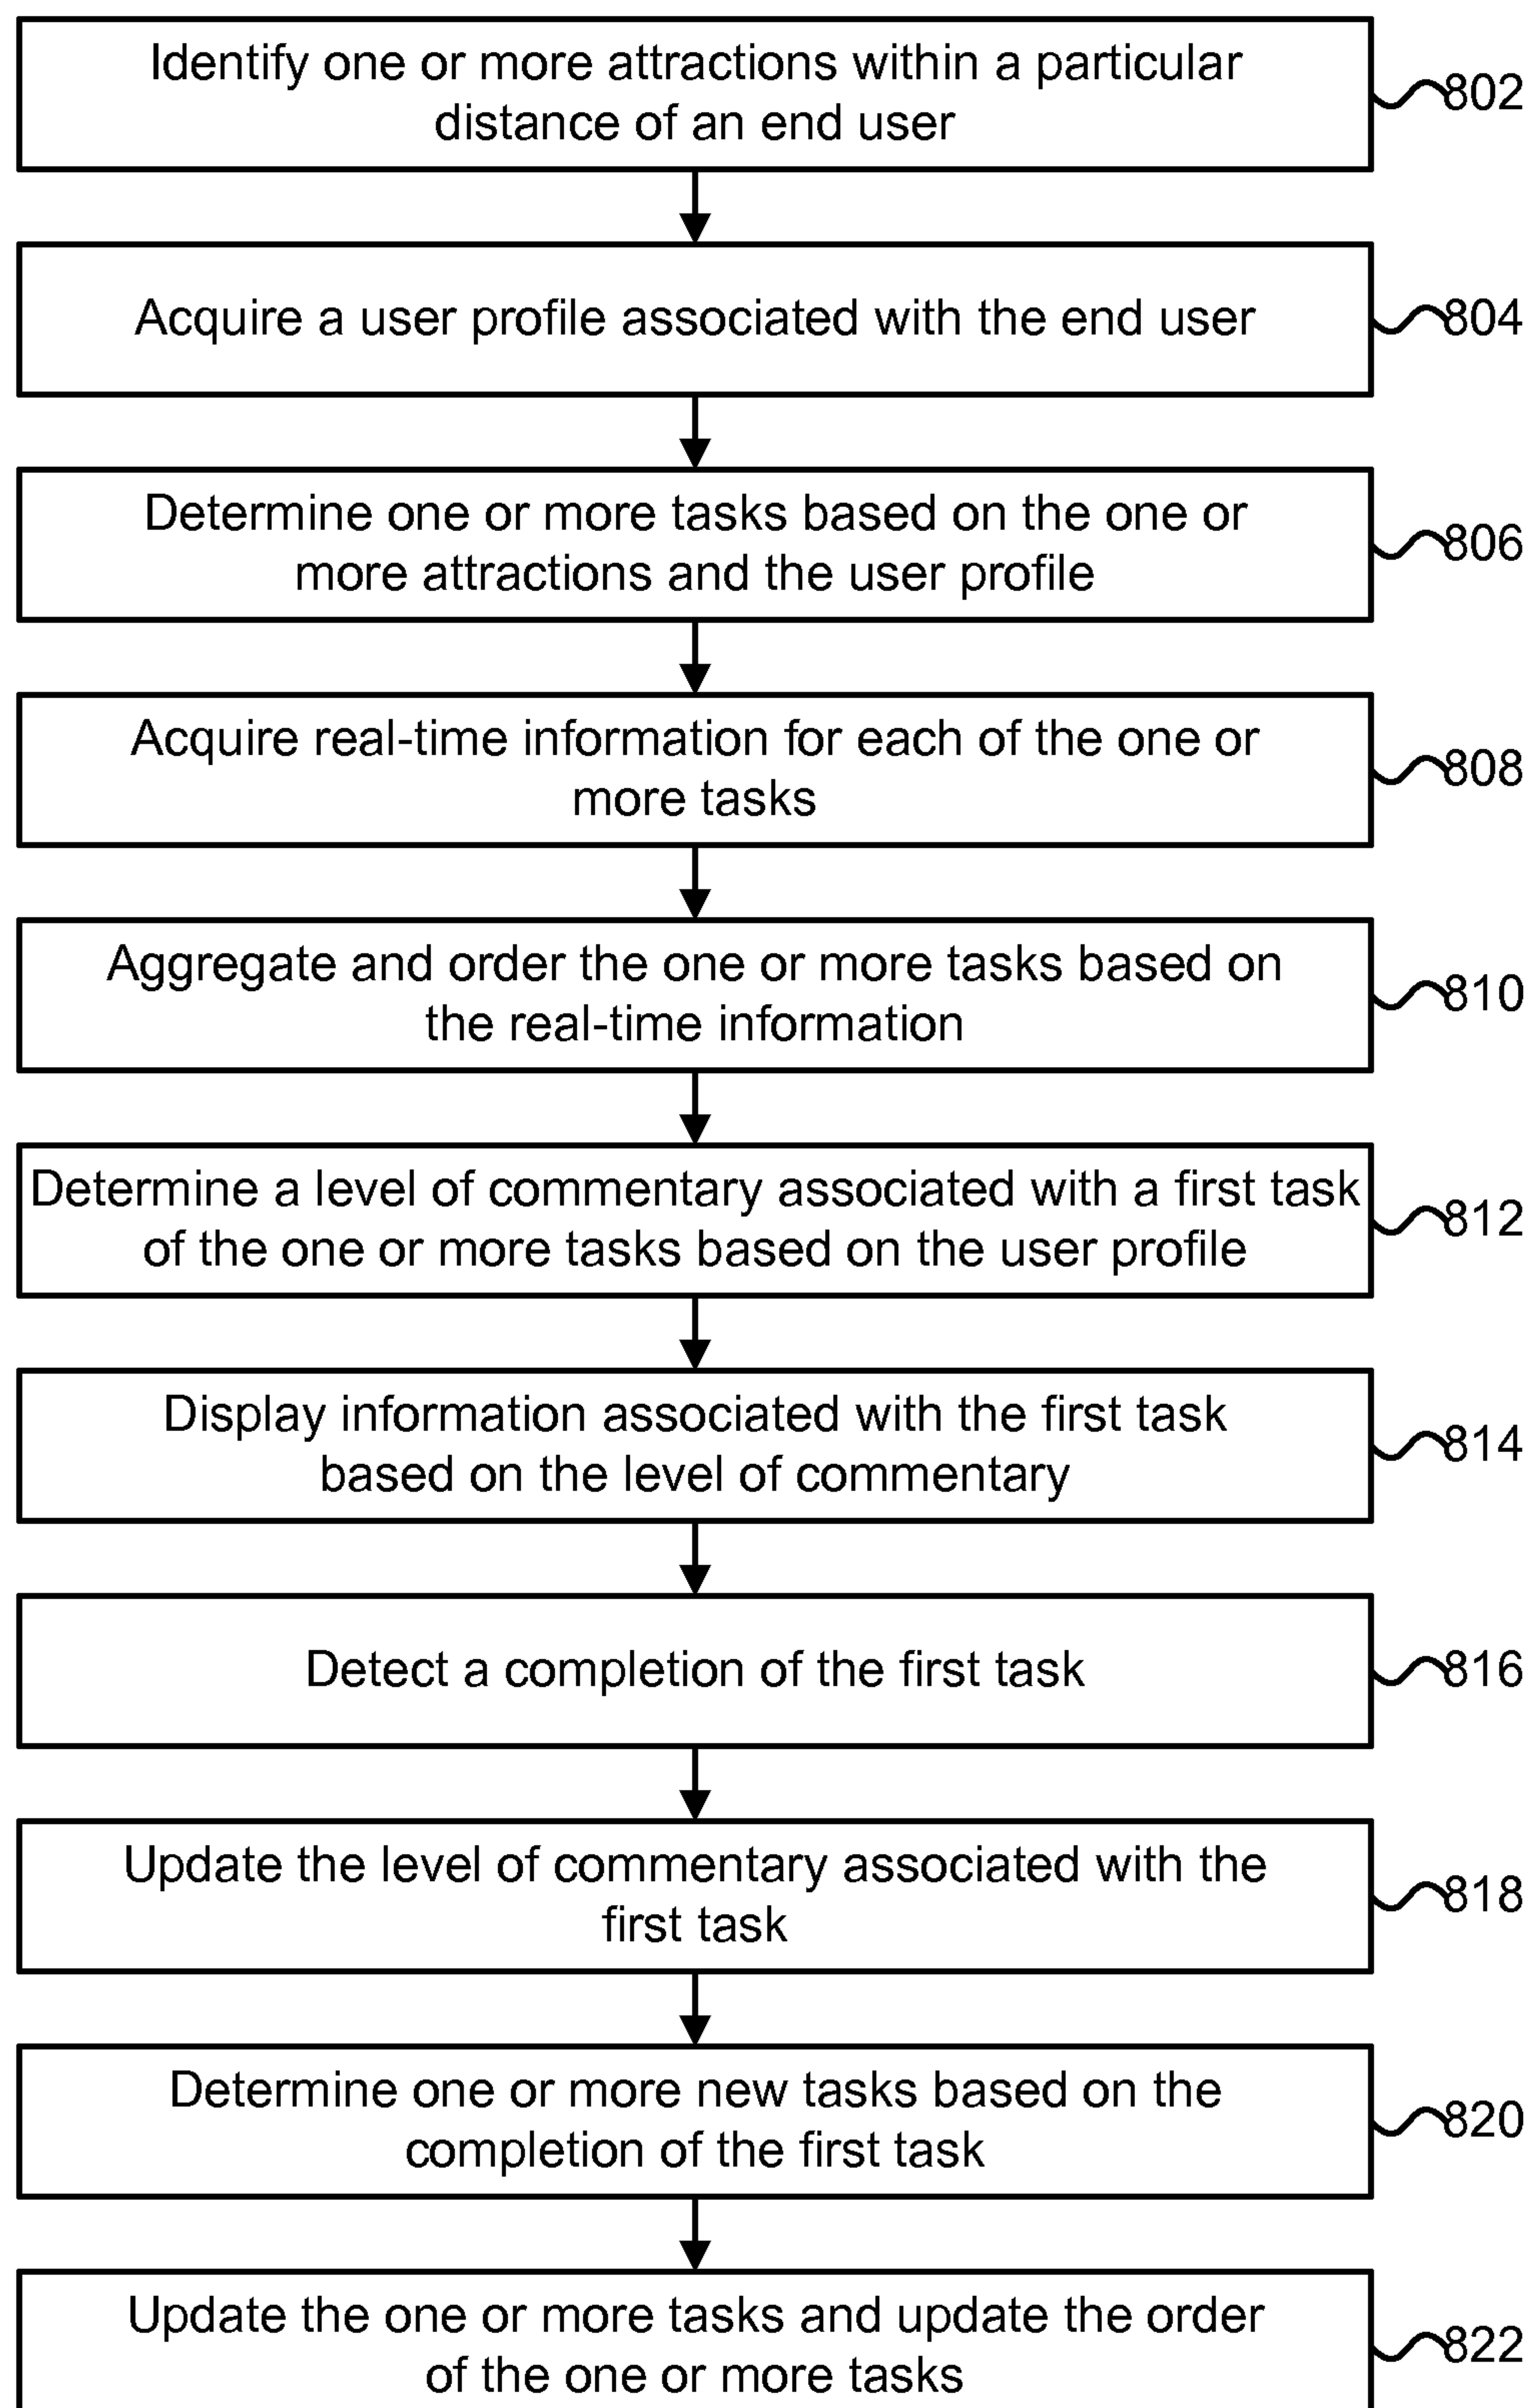 Identify one or more attractions within a particular
distance of an end user
802
Acquire a user profile associated with the end user
804
Determine one or more tasks based on the one or
more attractions and the user profile
806
Acquire real-time information for each of the one or
more tasks
808
Aggregate and order the one or more tasks based on
the real-time information
810
Determine a level of commentary associated with a first task
of the one or more tasks based on the user profile
812
Display information associated with the first task
based on the level of commentary
814
Detect a completion of the first task
816
Update the level of commentary associated with the
first task
818
Determine one or more new tasks based on the
completion of the first task
820
Update the one or more tasks and update the order
of the one or more tasks
822